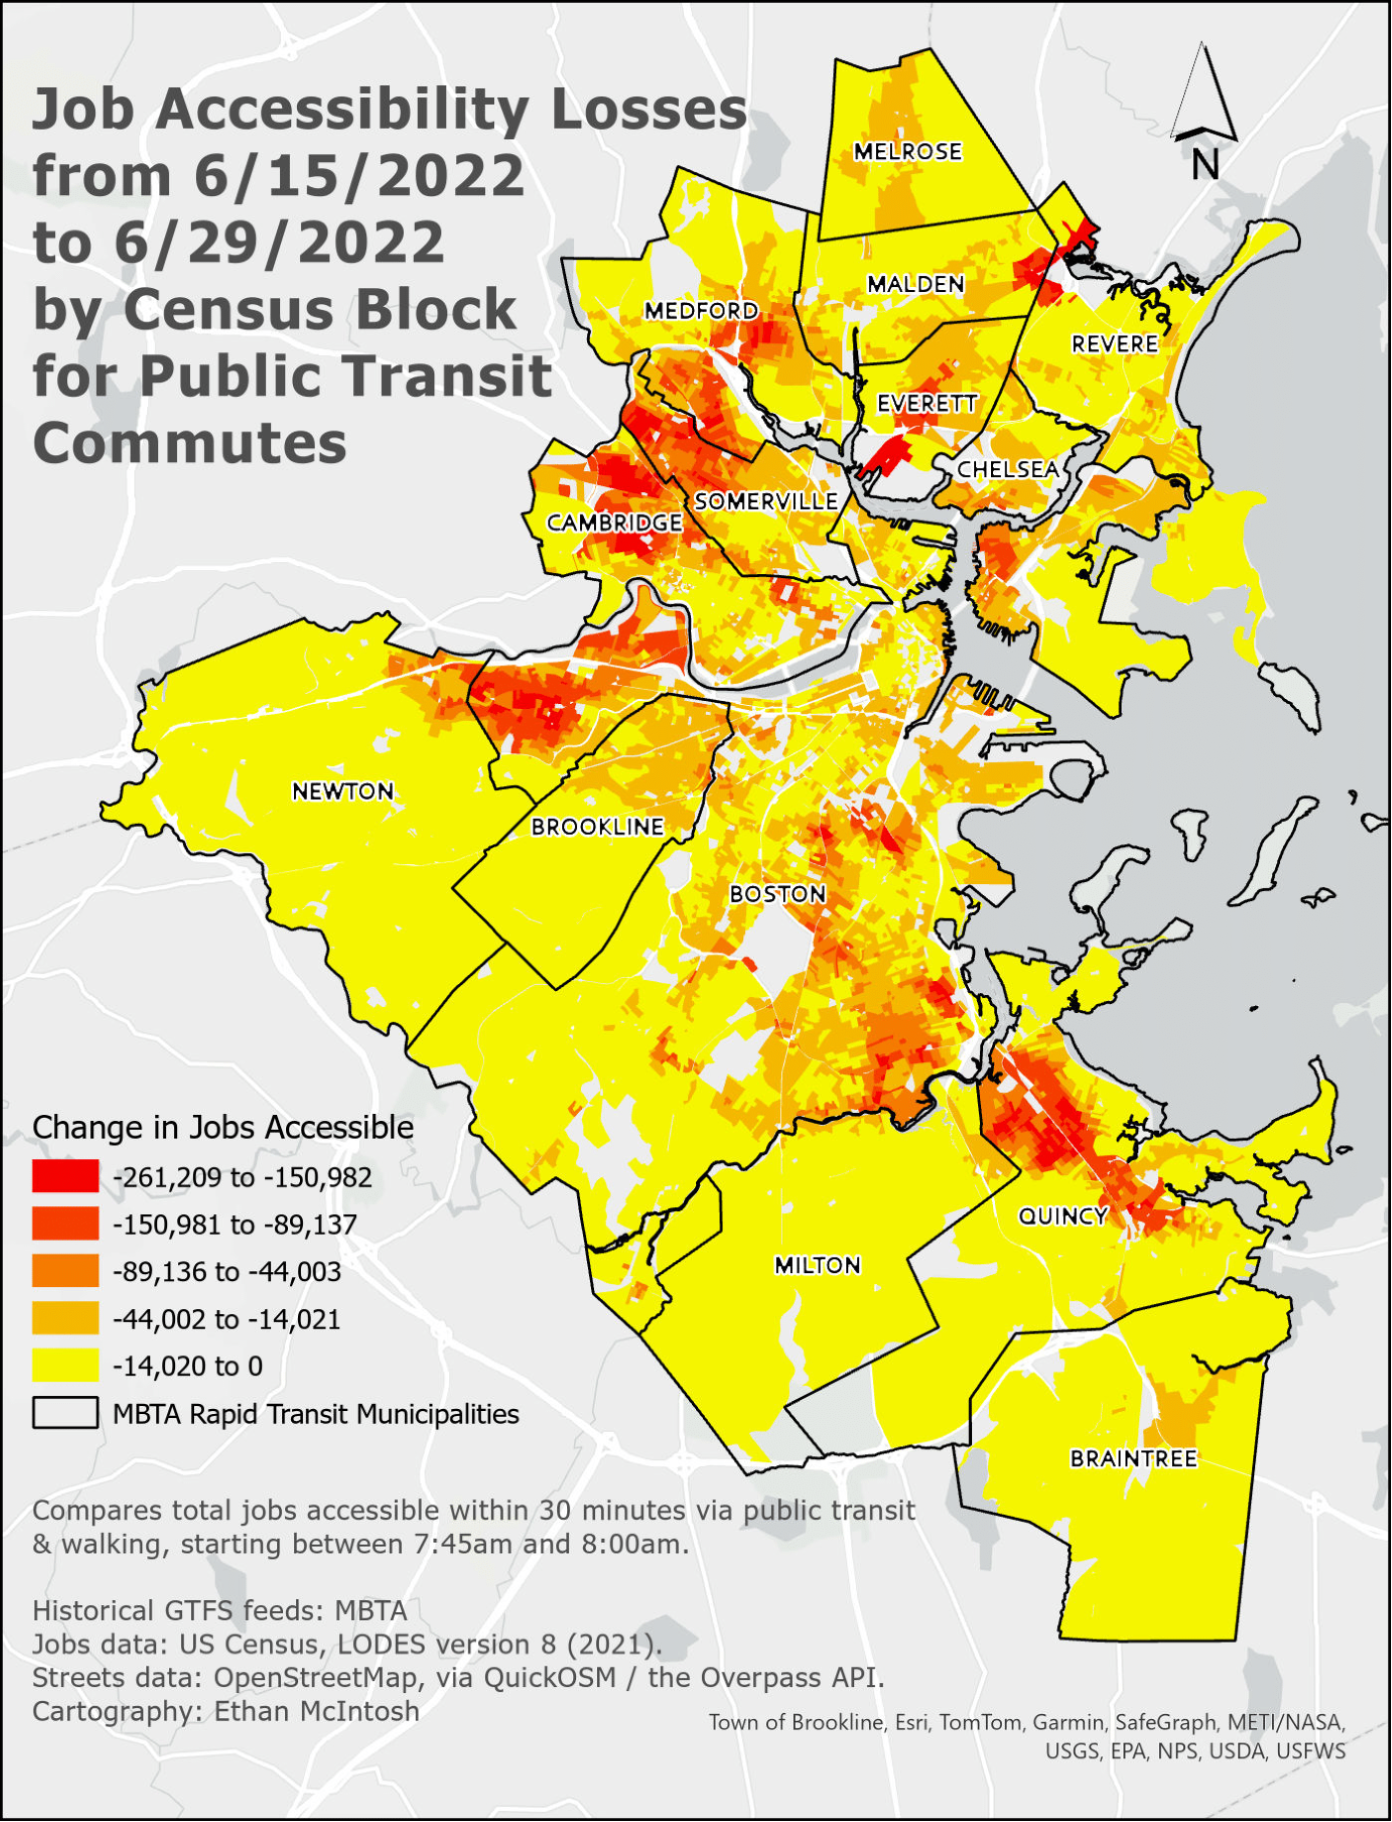 Job Accessibility Losses
from 6/15/2022
to 6/29/2022
by Census Block
for Public Transit
Commutes
N
MELROSE
MALDEN
MEDFORD
REVERE
EVERETT
CHELSEA
SOMERVILLE
CAMBRIDGE
NEWTON
BROOKLINE
BOSTON
QUINCY
MILTON
BRAINTREE
Change in Jobs Accessible
-261,209 to -150,982
-150,981 to -89,137
-89,136 to -44,003
-44,002 to -14,021
-14,020 to 0
MBTA Rapid Transit Municipalities
Compares total jobs accessible within 30 minutes via public transit
& walking, starting between 7:45am and 8:00am.
Historical GTFS feeds: MBTA
Jobs data: US Census, LODES version 8 (2021).
Streets data: OpenStreetMap, via QuickOSM / the Overpass API.
Cartography: Ethan McIntosh
Town of Brookline, Esri, TomTom, Garmin, SafeGraph, METI/NASA,
USGS, EPA, NPS, USDA, USFWS